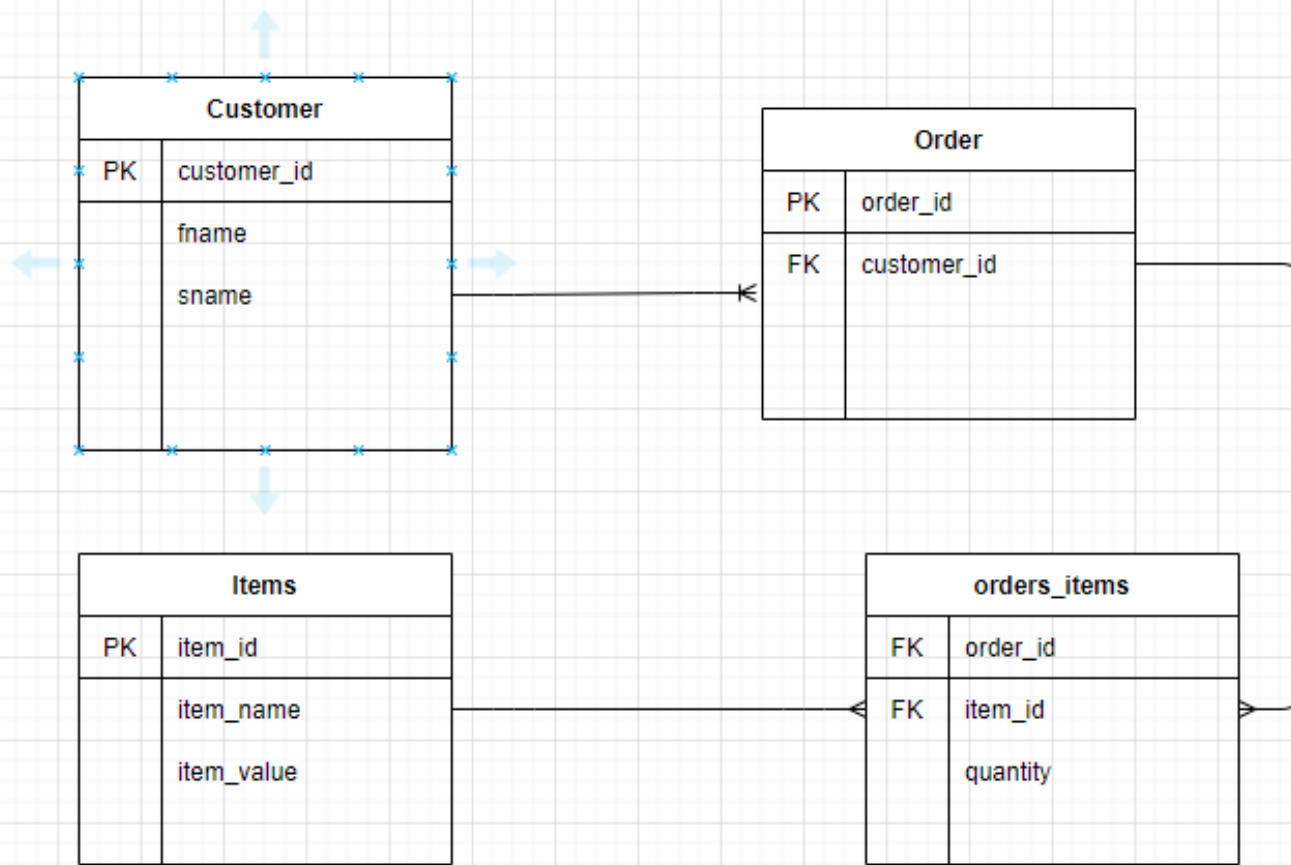 Customer
PK customer_id
fname
sname
Order
PK order_id
FK customer_id
Items
PK item_id
item_name
item_value
orders_items
FK order_id
FK item_id
quantity